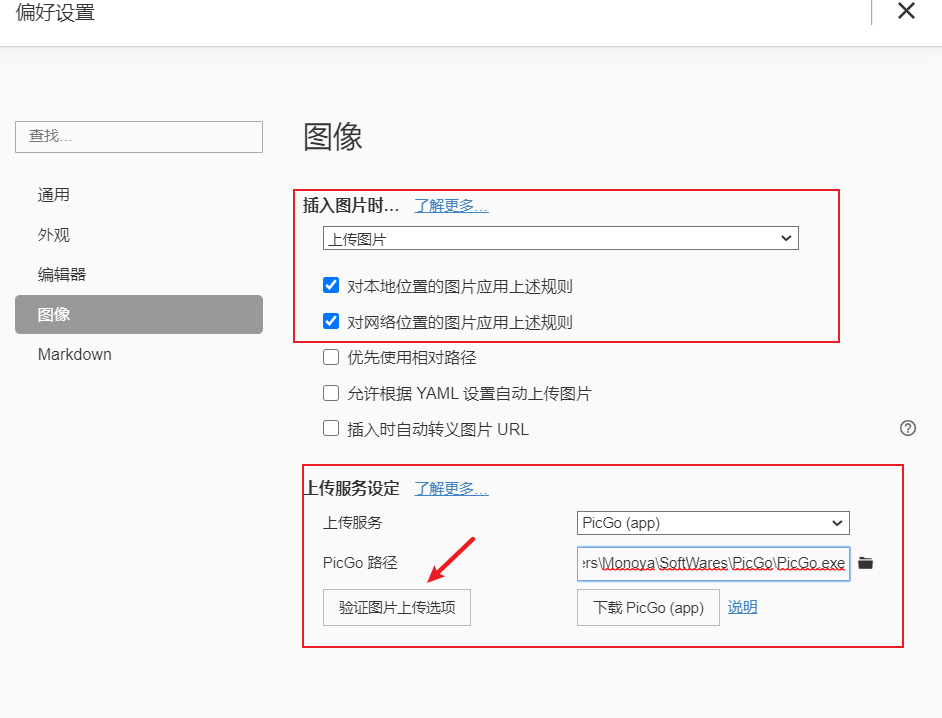 偏好设置
查找...
通用
外观
编辑器
图像
Markdown
图像
插入图片时... 了解更多...
上传图片
对本地位置的图片应用上述规则
对网络位置的图片应用上述规则
优先使用相对路径
允许根据 YAML 设置自动上传图片
插入时自动转义图片 URL
上传服务设定 了解更多...
上传服务 PicGo (app)
PicGo 路径 ers\Monoya\SoftWares\PicGo\PicGo.exe
验证图片上传选项 下载 PicGo (app) 说明